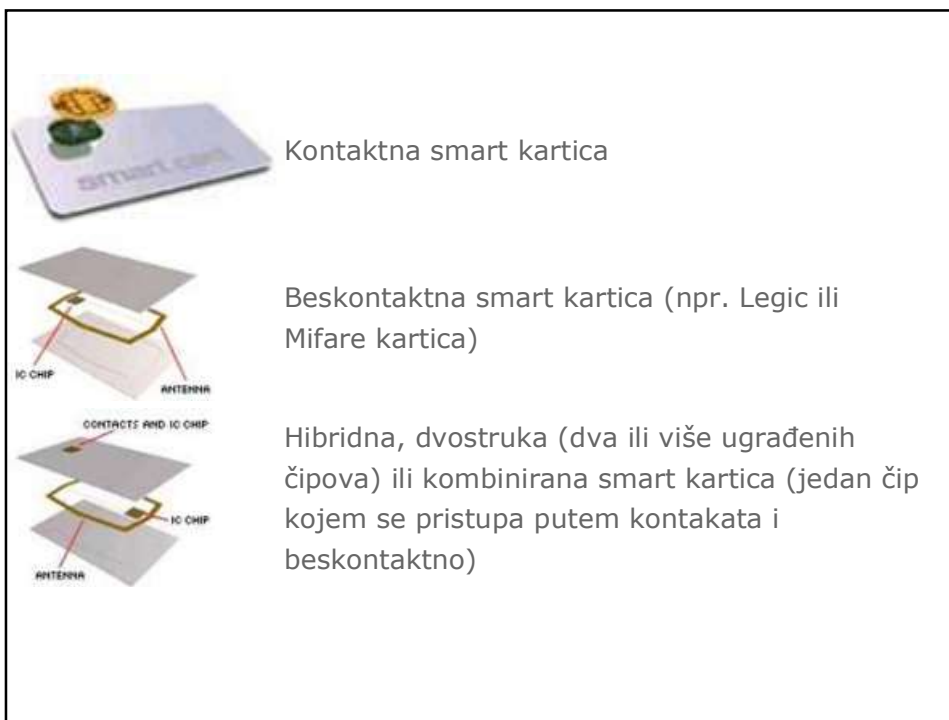 smart card
Kontaktna smart kartica
Beskontaktna smart kartica (npr. Legic ili
Mifare kartica)
IC CHIP
ANTENNA
CONTACTS AND IC CHIP
IC CHIP
ANTENNA
Hibridna, dvostruka (dva ili više ugrađenih
čipova) ili kombinirana smart kartica (jedan čip
kojem se pristupa putem kontakata i
beskontaktno)